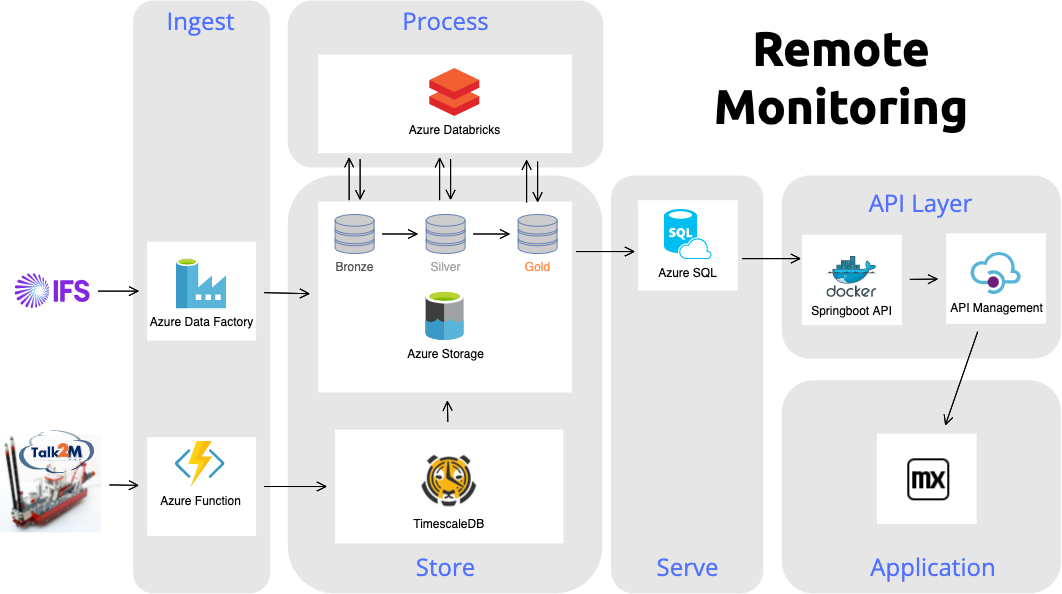 Ingest
Process
Remote
Monitoring
Azure Databricks
API Layer
SQL
Bronze
Silver
Gold
Azure SQL
IFS
Azure Data Factory
docker
Springboot API
API Management
Azure Storage
Talk2M
Azure Function
TimescaleDB
mx
Store
Serve
Application